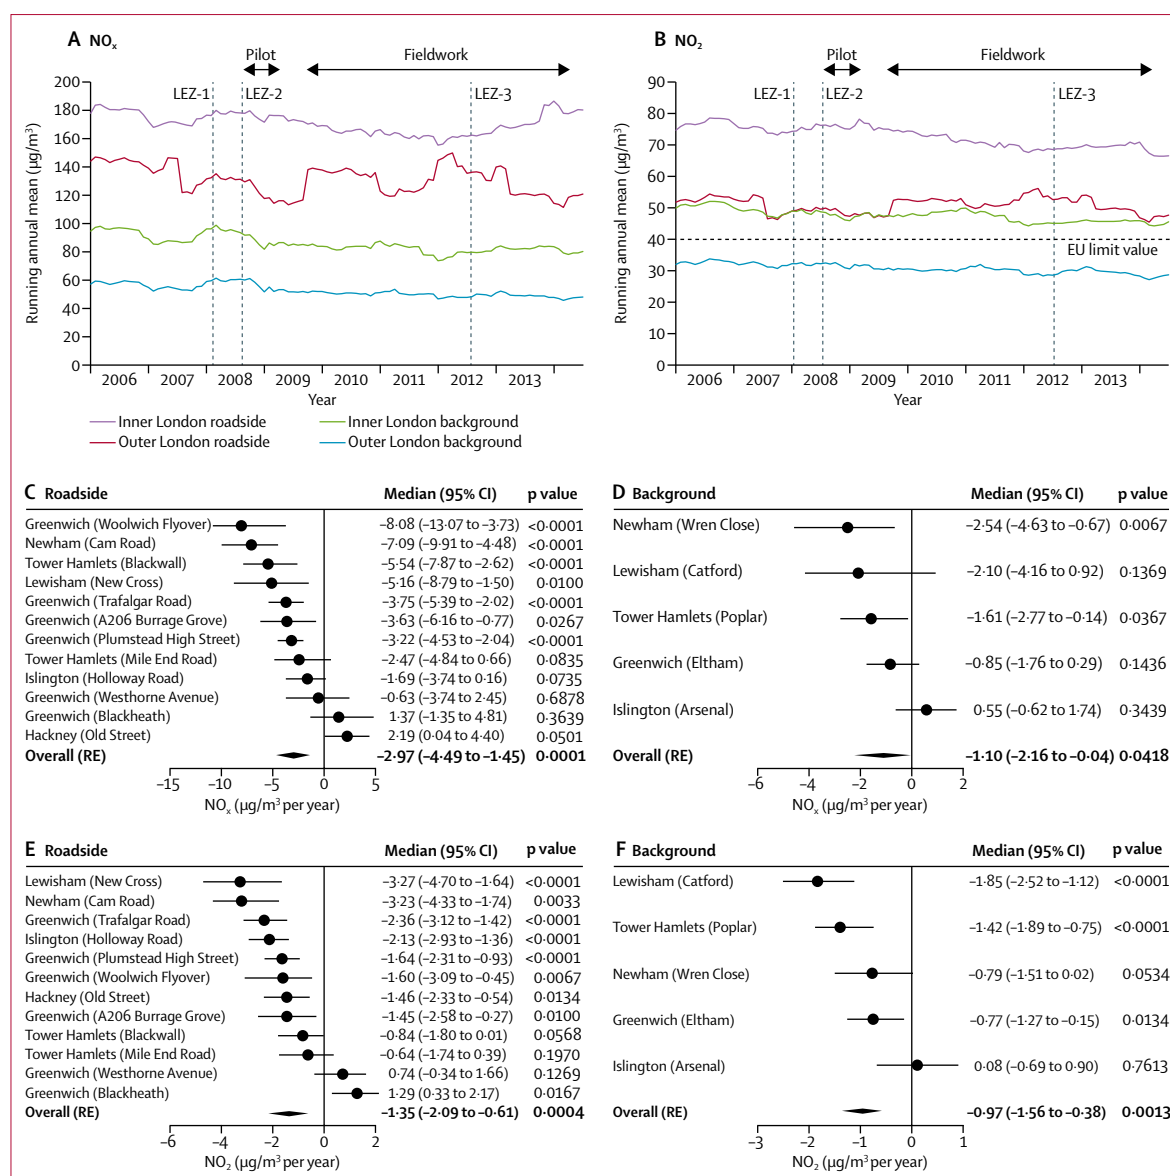 A NOx
Pilot
Fieldwork
200
180
160
140
120
100
80
60
40
20
0
LEZ-1
LEZ-2
LEZ-3
Running annual mean (µg/m³)
2006 2007 2008 2009 2010 2011 2012 2013
Year
B NO2
Pilot
Fieldwork
90
80
70
60
50
40
30
20
10
0
LEZ-1
LEZ-2
LEZ-3
EU limit value
Running annual mean (µg/m³)
2006 2007 2008 2009 2010 2011 2012 2013
Year
Inner London roadside
Inner London background
Outer London roadside
Outer London background
C Roadside Median (95% CI) p value
Greenwich (Woolwich Flyover) –8·08 (–13·07 to –3·73) <0·0001
Newham (Cam Road) –7·09 (–9·91 to –4·48) <0·0001
Tower Hamlets (Blackwall) –5·54 (–7·87 to –2·62) <0·0001
Lewisham (New Cross) –5·16 (–8·79 to –1·50) 0·0100
Greenwich (Trafalgar Road) –3·75 (–5·39 to –2·02) <0·0001
Greenwich (A206 Burrage Grove) –3·63 (–6·16 to –0·77) 0·0267
Greenwich (Plumstead High Street) –3·22 (–4·53 to –2·04) <0·0001
Tower Hamlets (Mile End Road) –2·47 (–4·84 to 0·66) 0·0835
Islington (Holloway Road) –1·69 (–3·74 to 0·16) 0·0735
Greenwich (Westhorne Avenue) –0·63 (–3·74 to 2·45) 0·6878
Greenwich (Blackheath) 1·37 (–1·35 to 4·81) 0·3639
Hackney (Old Street) 2·19 (0·04 to 4·40) 0·0501
Overall (RE) –2·97 (–4·49 to –1·45) 0·0001
–15 –10 –5 0 5
NOx (µg/m³ per year)
D Background Median (95% CI) p value
Newham (Wren Close) –2·54 (–4·63 to –0·67) 0·0067
Lewisham (Catford) –2·10 (–4·16 to 0·92) 0·1369
Tower Hamlets (Poplar) –1·61 (–2·77 to –0·14) 0·0367
Greenwich (Eltham) –0·85 (–1·76 to 0·29) 0·1436
Islington (Arsenal) 0·55 (–0·62 to 1·74) 0·3439
Overall (RE) –1·10 (–2·16 to –0·04) 0·0418
–6 –4 –2 0 2
NOx (µg/m³ per year)
E Roadside Median (95% CI) p value
Lewisham (New Cross) –3·27 (–4·70 to –1·64) <0·0001
Newham (Cam Road) –3·23 (–4·33 to –1·74) 0·0033
Greenwich (Trafalgar Road) –2·36 (–3·12 to –1·42) <0·0001
Islington (Holloway Road) –2·13 (–2·93 to –1·36) <0·0001
Greenwich (Plumstead High Street) –1·64 (–2·31 to –0·93) <0·0001
Greenwich (Woolwich Flyover) –1·60 (–3·09 to –0·45) 0·0067
Hackney (Old Street) –1·46 (–2·33 to –0·54) 0·0134
Greenwich (A206 Burrage Grove) –1·45 (–2·58 to –0·27) 0·0100
Tower Hamlets (Blackwall) –0·84 (–1·80 to 0·01) 0·0568
Tower Hamlets (Mile End Road) –0·64 (–1·74 to 0·39) 0·1970
Greenwich (Westhorne Avenue) 0·74 (–0·34 to 1·66) 0·1269
Greenwich (Blackheath) 1·29 (0·33 to 2·17) 0·0167
Overall (RE) –1·35 (–2·09 to –0·61) 0·0004
–6 –4 –2 0 2
NO2 (µg/m³ per year)
F Background Median (95% CI) p value
Lewisham (Catford) –1·85 (–2·52 to –1·12) <0·0001
Tower Hamlets (Poplar) –1·42 (–1·89 to –0·75) <0·0001
Newham (Wren Close) –0·79 (–1·51 to 0·02) 0·0534
Greenwich (Eltham) –0·77 (–1·27 to –0·15) 0·0134
Islington (Arsenal) 0·08 (–0·69 to 0·90) 0·7613
Overall (RE) –0·97 (–1·56 to –0·38) 0·0013
–3 –2 –1 0 1
NO2 (µg/m³ per year)